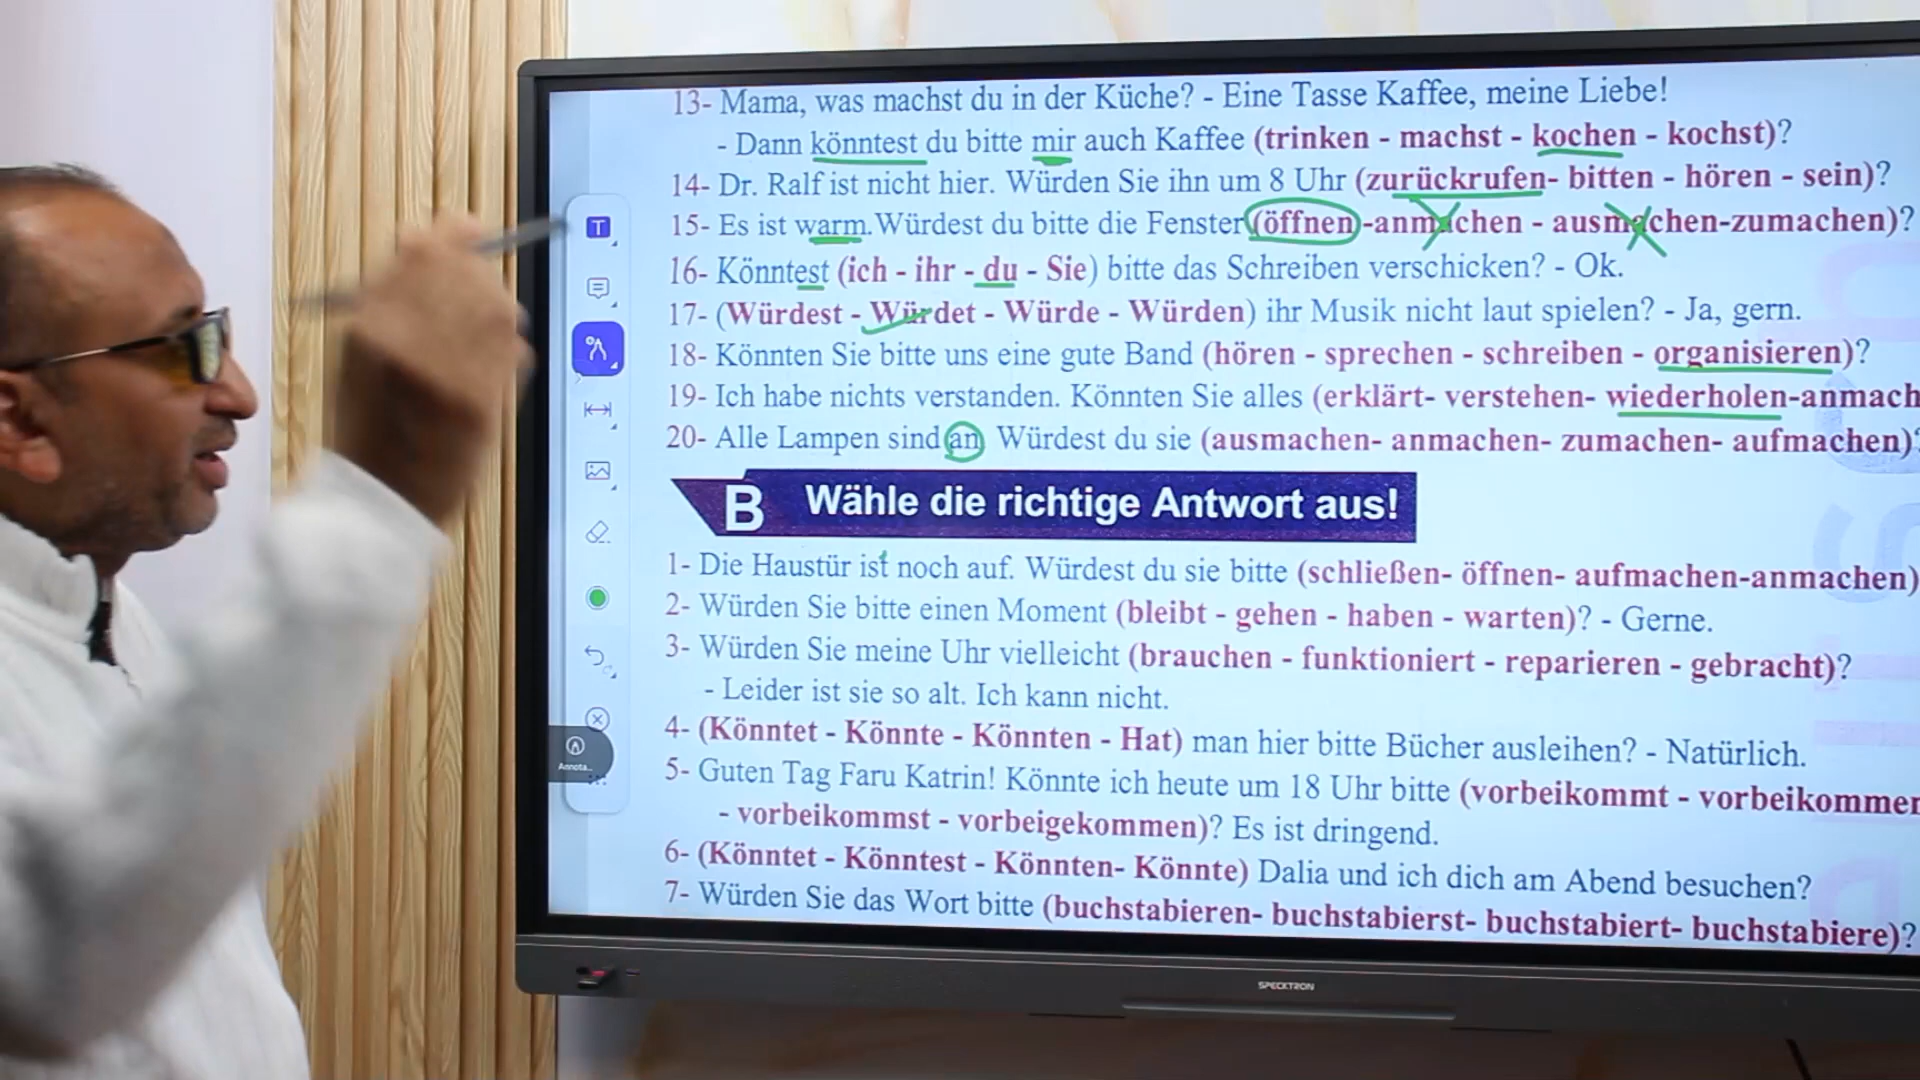 13- Mama, was machst du in der Küche? - Eine Tasse Kaffee, meine Liebe!
- Dann könntest du bitte mir auch Kaffee (trinken - machst - kochen - kochst)?
14- Dr. Ralf ist nicht hier. Würden Sie ihn um 8 Uhr (zurückrufen- bitten - hören - sein)?
15- Es ist warm.Würdest du bitte die Fenster (öffnen -anmachen - ausmachen-zumachen)?
16- Könntest (ich - ihr - du - Sie) bitte das Schreiben verschicken? - Ok.
17- (Würdest - Würdet - Würde - Würden) ihr Musik nicht laut spielen? - Ja, gern.
18- Könnten Sie bitte uns eine gute Band (hören - sprechen - schreiben - organisieren)?
19- Ich habe nichts verstanden. Könnten Sie alles (erklärt- verstehen- wiederholen-anmach
20- Alle Lampen sind an. Würdest du sie (ausmachen- anmachen- zumachen- aufmachen)?
B Wähle die richtige Antwort aus!
1- Die Haustür ist noch auf. Würdest du sie bitte (schließen- öffnen- aufmachen-anmachen)
2- Würden Sie bitte einen Moment (bleibt - gehen - haben - warten)? - Gerne.
3- Würden Sie meine Uhr vielleicht (brauchen - funktioniert - reparieren - gebracht)?
- Leider ist sie so alt. Ich kann nicht.
4- (Könntet - Könnte - Könnten - Hat) man hier bitte Bücher ausleihen? - Natürlich.
5- Guten Tag Faru Katrin! Könnte ich heute um 18 Uhr bitte (vorbeikommt - vorbeikommen
- vorbeikommst - vorbeigekommen)? Es ist dringend.
6- (Könntet - Könntest - Könnten- Könnte) Dalia und ich dich am Abend besuchen?
7- Würden Sie das Wort bitte (buchstabieren- buchstabierst- buchstabiert- buchstabiere)?
Annota...
SPECKTRON